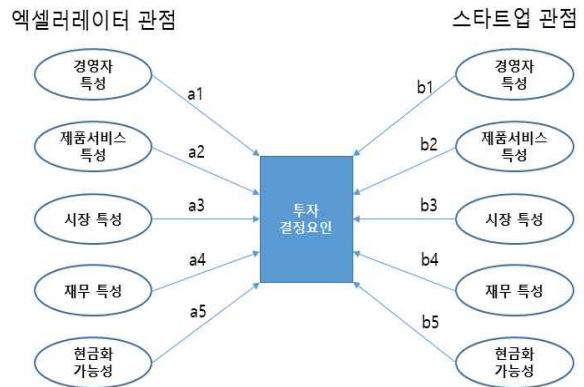 엑셀러레이터 관점
스타트업 관점
경영자
특성
a1
b1
경영자
특성
제품서비스
특성
a2
b2
제품서비스
특성
시장 특성
a3
투자
결정요인
b3
시장 특성
재무 특성
a4
b4
재무 특성
현금화
가능성
a5
b5
현금화
가능성